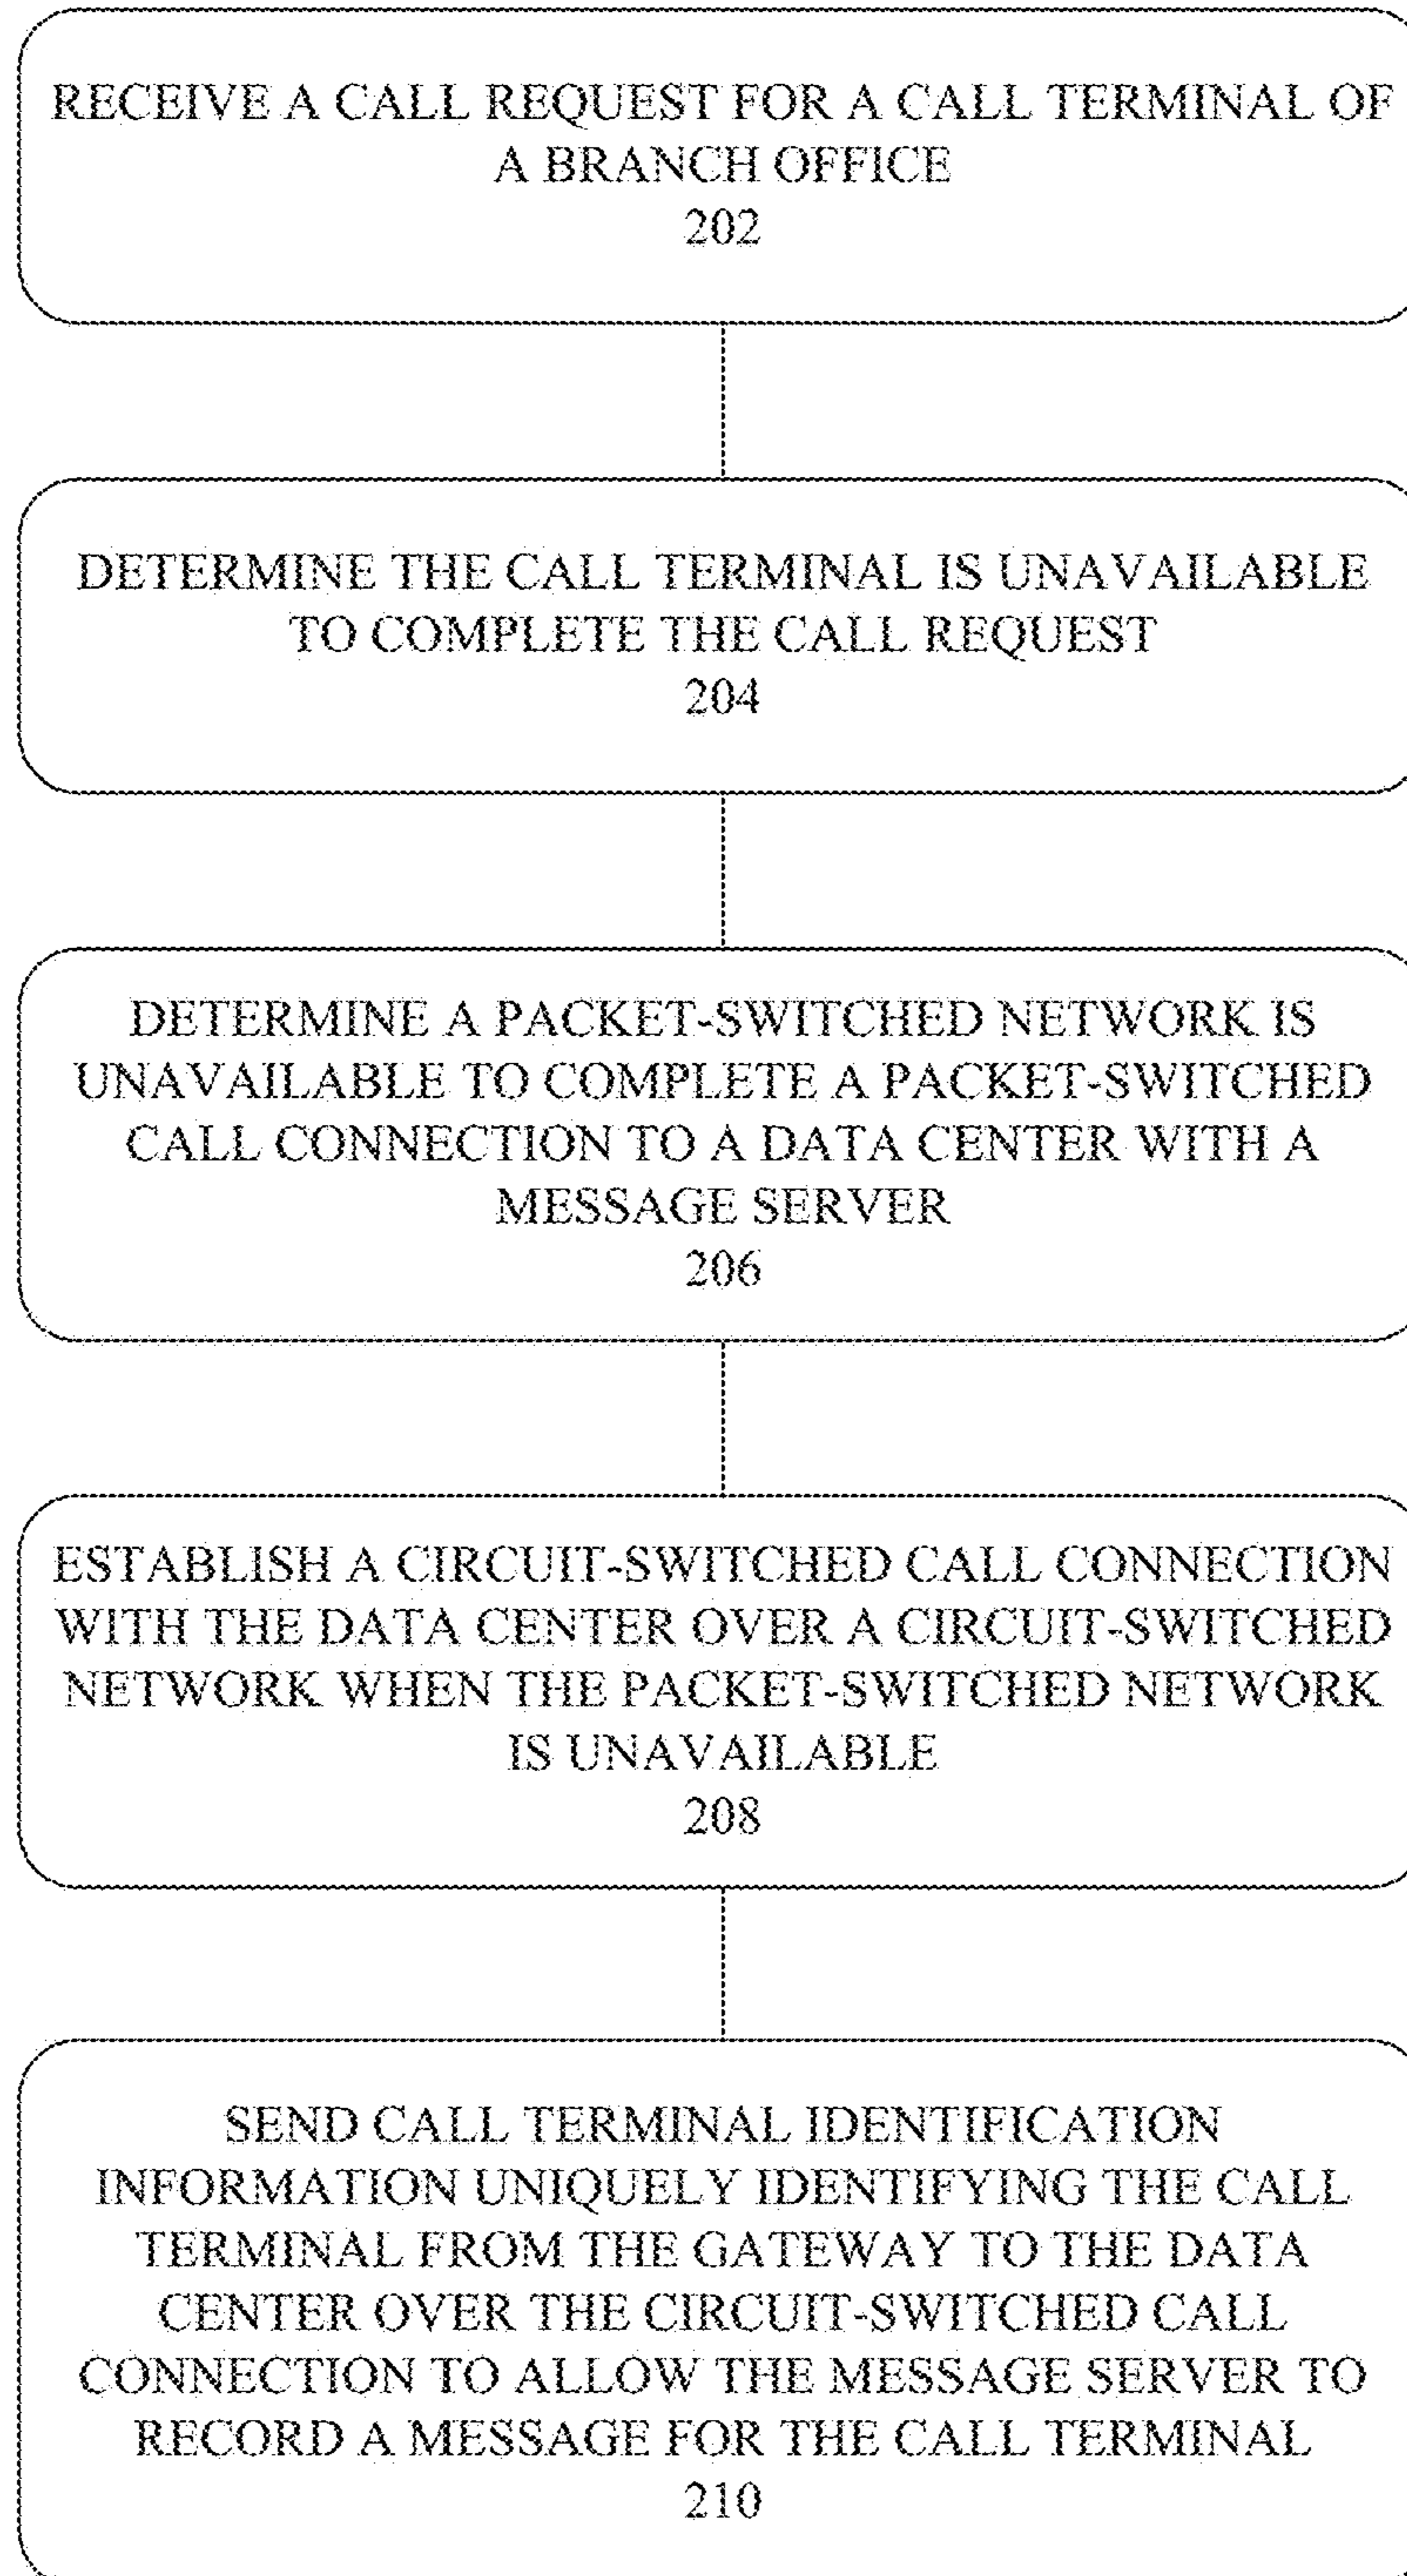 RECEIVE A CALL REQUEST FOR A CALL TERMINAL OF
A BRANCH OFFICE
202
DETERMINE THE CALL TERMINAL IS UNAVAILABLE
TO COMPLETE THE CALL REQUEST
204
DETERMINE A PACKET-SWITCHED NETWORK IS
UNAVAILABLE TO COMPLETE A PACKET-SWITCHED
CALL CONNECTION TO A DATA CENTER WITH A
MESSAGE SERVER
206
ESTABLISH A CIRCUIT-SWITCHED CALL CONNECTION
WITH THE DATA CENTER OVER A CIRCUIT-SWITCHED
NETWORK WHEN THE PACKET-SWITCHED NETWORK
IS UNAVAILABLE
208
SEND CALL TERMINAL IDENTIFICATION
INFORMATION UNIQUELY IDENTIFYING THE CALL
TERMINAL FROM THE GATEWAY TO THE DATA
CENTER OVER THE CIRCUIT-SWITCHED CALL
CONNECTION TO ALLOW THE MESSAGE SERVER TO
RECORD A MESSAGE FOR THE CALL TERMINAL
210